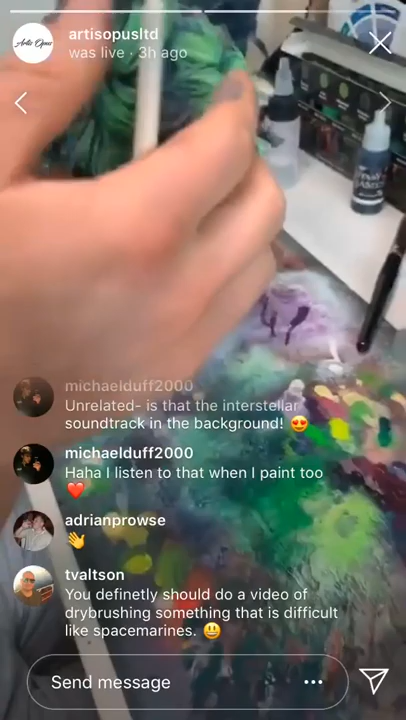 Artis Opus
artisopusltd
was live · 3h ago
michaelduff2000
Unrelated- is that the interstellar
soundtrack in the background! 😍
michaelduff2000
Haha I listen to that when I paint too
❤️
adrianprowse
👋
tvaltson
You definetly should do a video of
drybrushing something that is difficult
like spacemarines. 😃
Send message